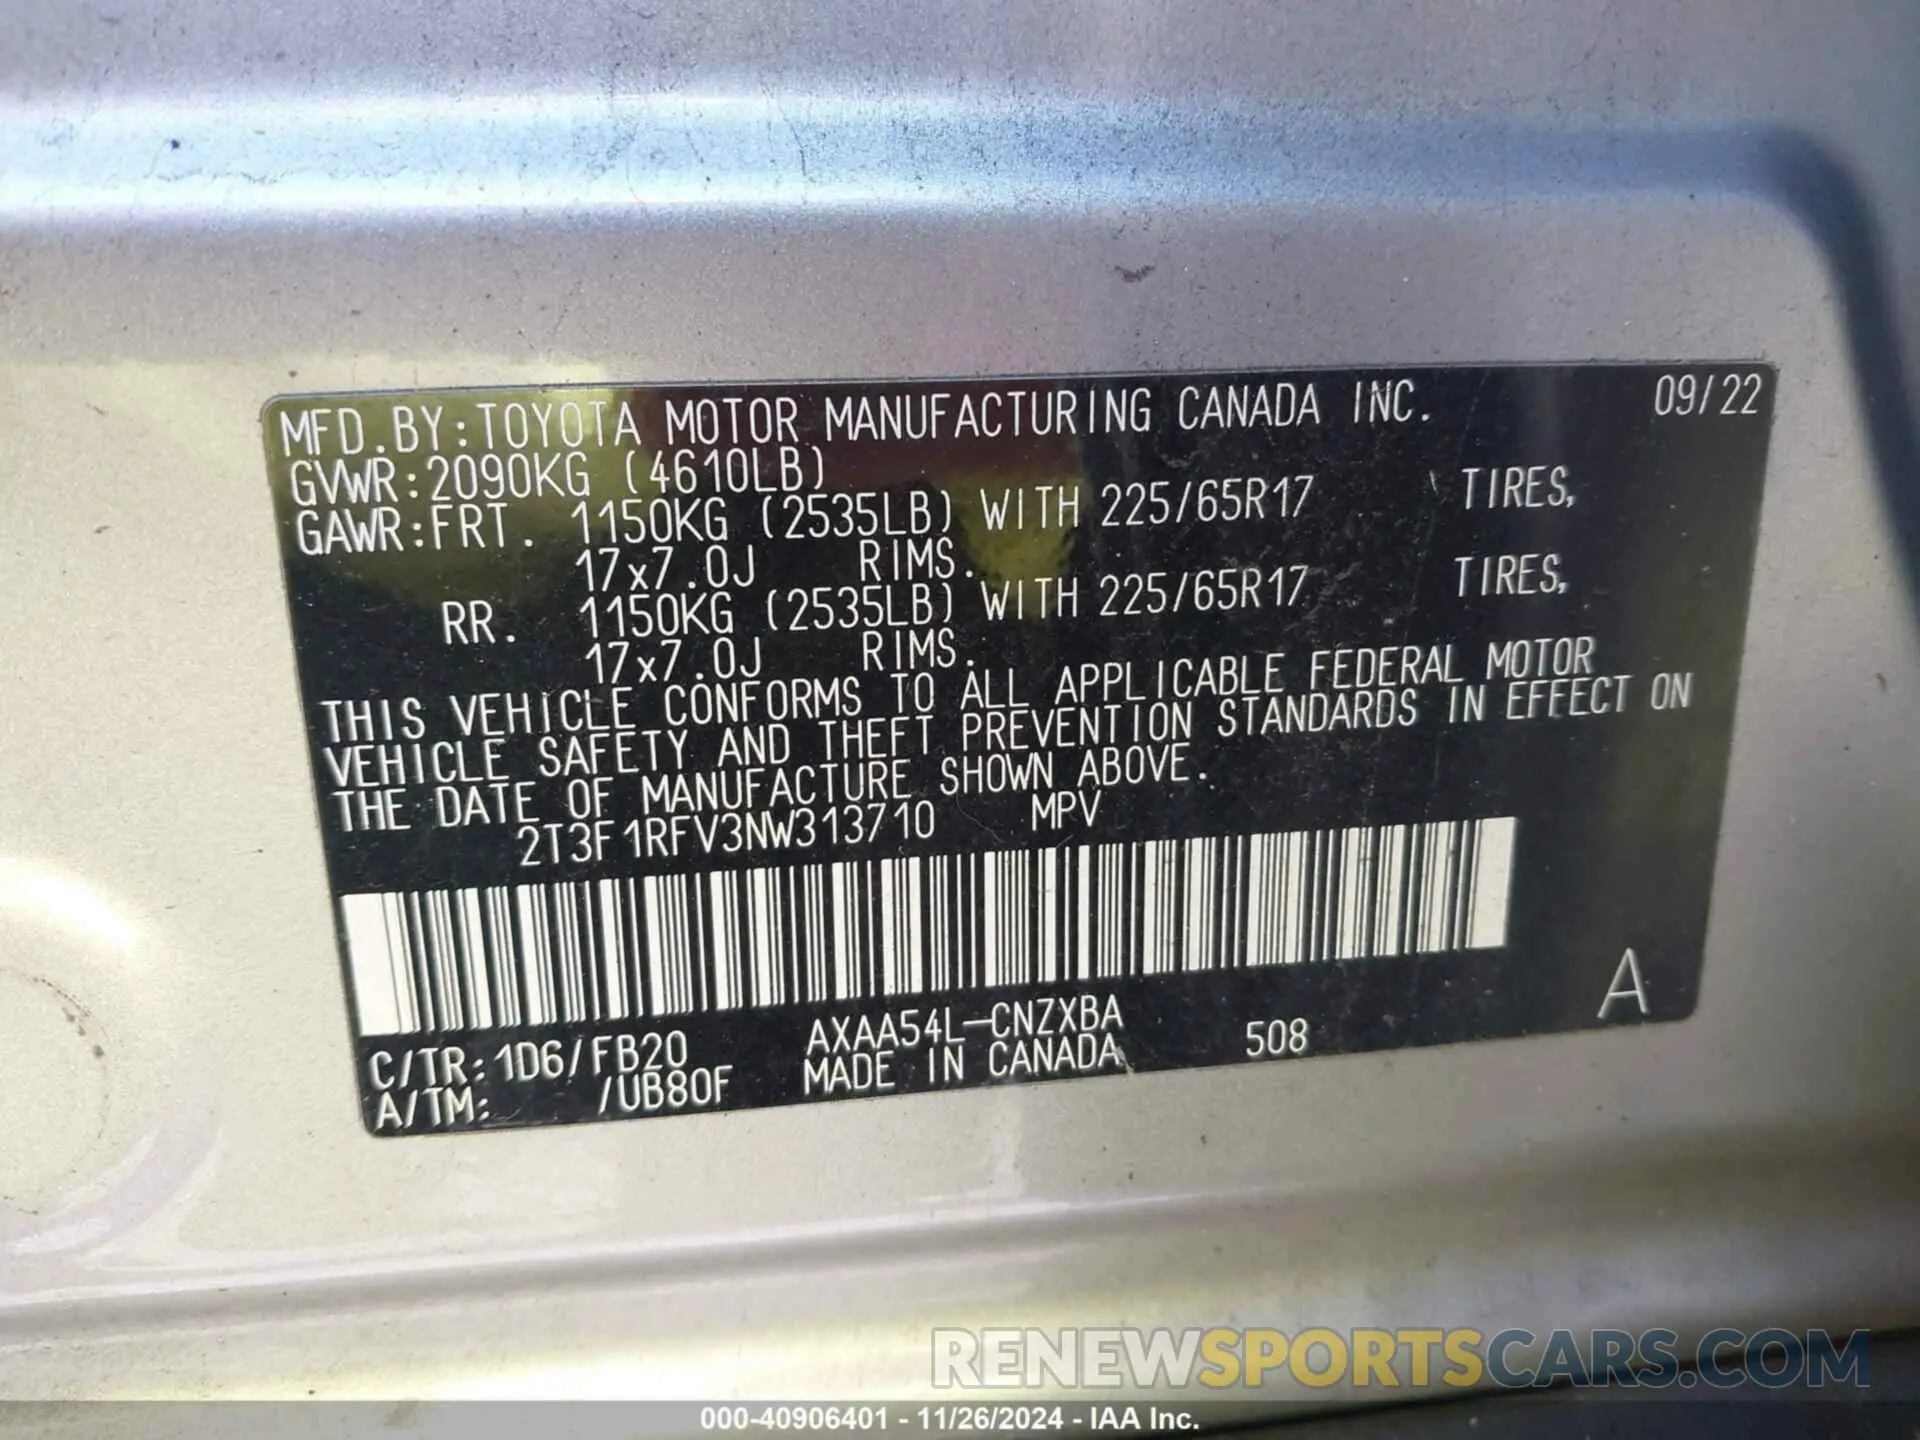 MFD.BY:TOYOTA MOTOR MANUFACTURING CANADA INC. 09/22
GVWR:2090KG (4610LB)
GAWR:FRT. 1150KG (2535LB) WITH 225/65R17 TIRES,
17x7.0J RIMS.
RR. 1150KG (2535LB) WITH 225/65R17 TIRES,
17x7.0J RIMS.
THIS VEHICLE CONFORMS TO ALL APPLICABLE FEDERAL MOTOR
VEHICLE SAFETY AND THEFT PREVENTION STANDARDS IN EFFECT ON
THE DATE OF MANUFACTURE SHOWN ABOVE.
2T3F1RFV3NW313710 MPV
A
C/TR:1D6/FB20 AXAA54L-CNZXBA
A/TM: /UB80F MADE IN CANADA 508
RENEWSPORTSCARS.COM
000-40906401 - 11/26/2024 - IAA Inc.